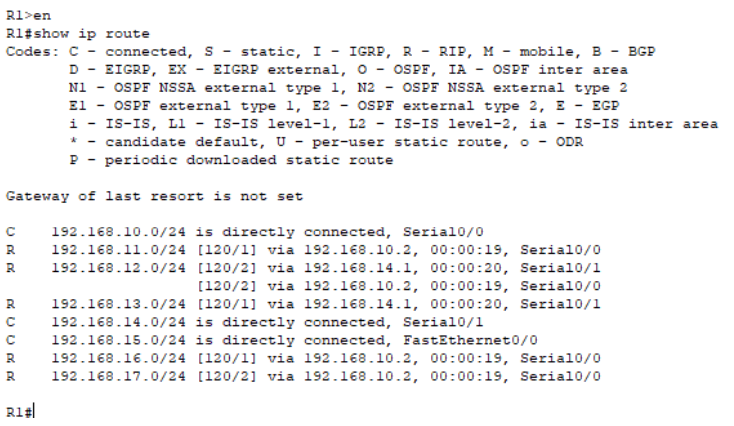 R1>en
R1#show ip route
Codes: C - connected, S - static, I - IGRP, R - RIP, M - mobile, B - BGP
       D - EIGRP, EX - EIGRP external, O - OSPF, IA - OSPF inter area
       N1 - OSPF NSSA external type 1, N2 - OSPF NSSA external type 2
       E1 - OSPF external type 1, E2 - OSPF external type 2, E - EGP
       i - IS-IS, L1 - IS-IS level-1, L2 - IS-IS level-2, ia - IS-IS inter area
       * - candidate default, U - per-user static route, o - ODR
       P - periodic downloaded static route

Gateway of last resort is not set

C    192.168.10.0/24 is directly connected, Serial0/0
R    192.168.11.0/24 [120/1] via 192.168.10.2, 00:00:19, Serial0/0
R    192.168.12.0/24 [120/2] via 192.168.14.1, 00:00:20, Serial0/1
                     [120/2] via 192.168.10.2, 00:00:19, Serial0/0
R    192.168.13.0/24 [120/1] via 192.168.14.1, 00:00:20, Serial0/1
C    192.168.14.0/24 is directly connected, Serial0/1
C    192.168.15.0/24 is directly connected, FastEthernet0/0
R    192.168.16.0/24 [120/1] via 192.168.10.2, 00:00:19, Serial0/0
R    192.168.17.0/24 [120/2] via 192.168.10.2, 00:00:19, Serial0/0

R1#